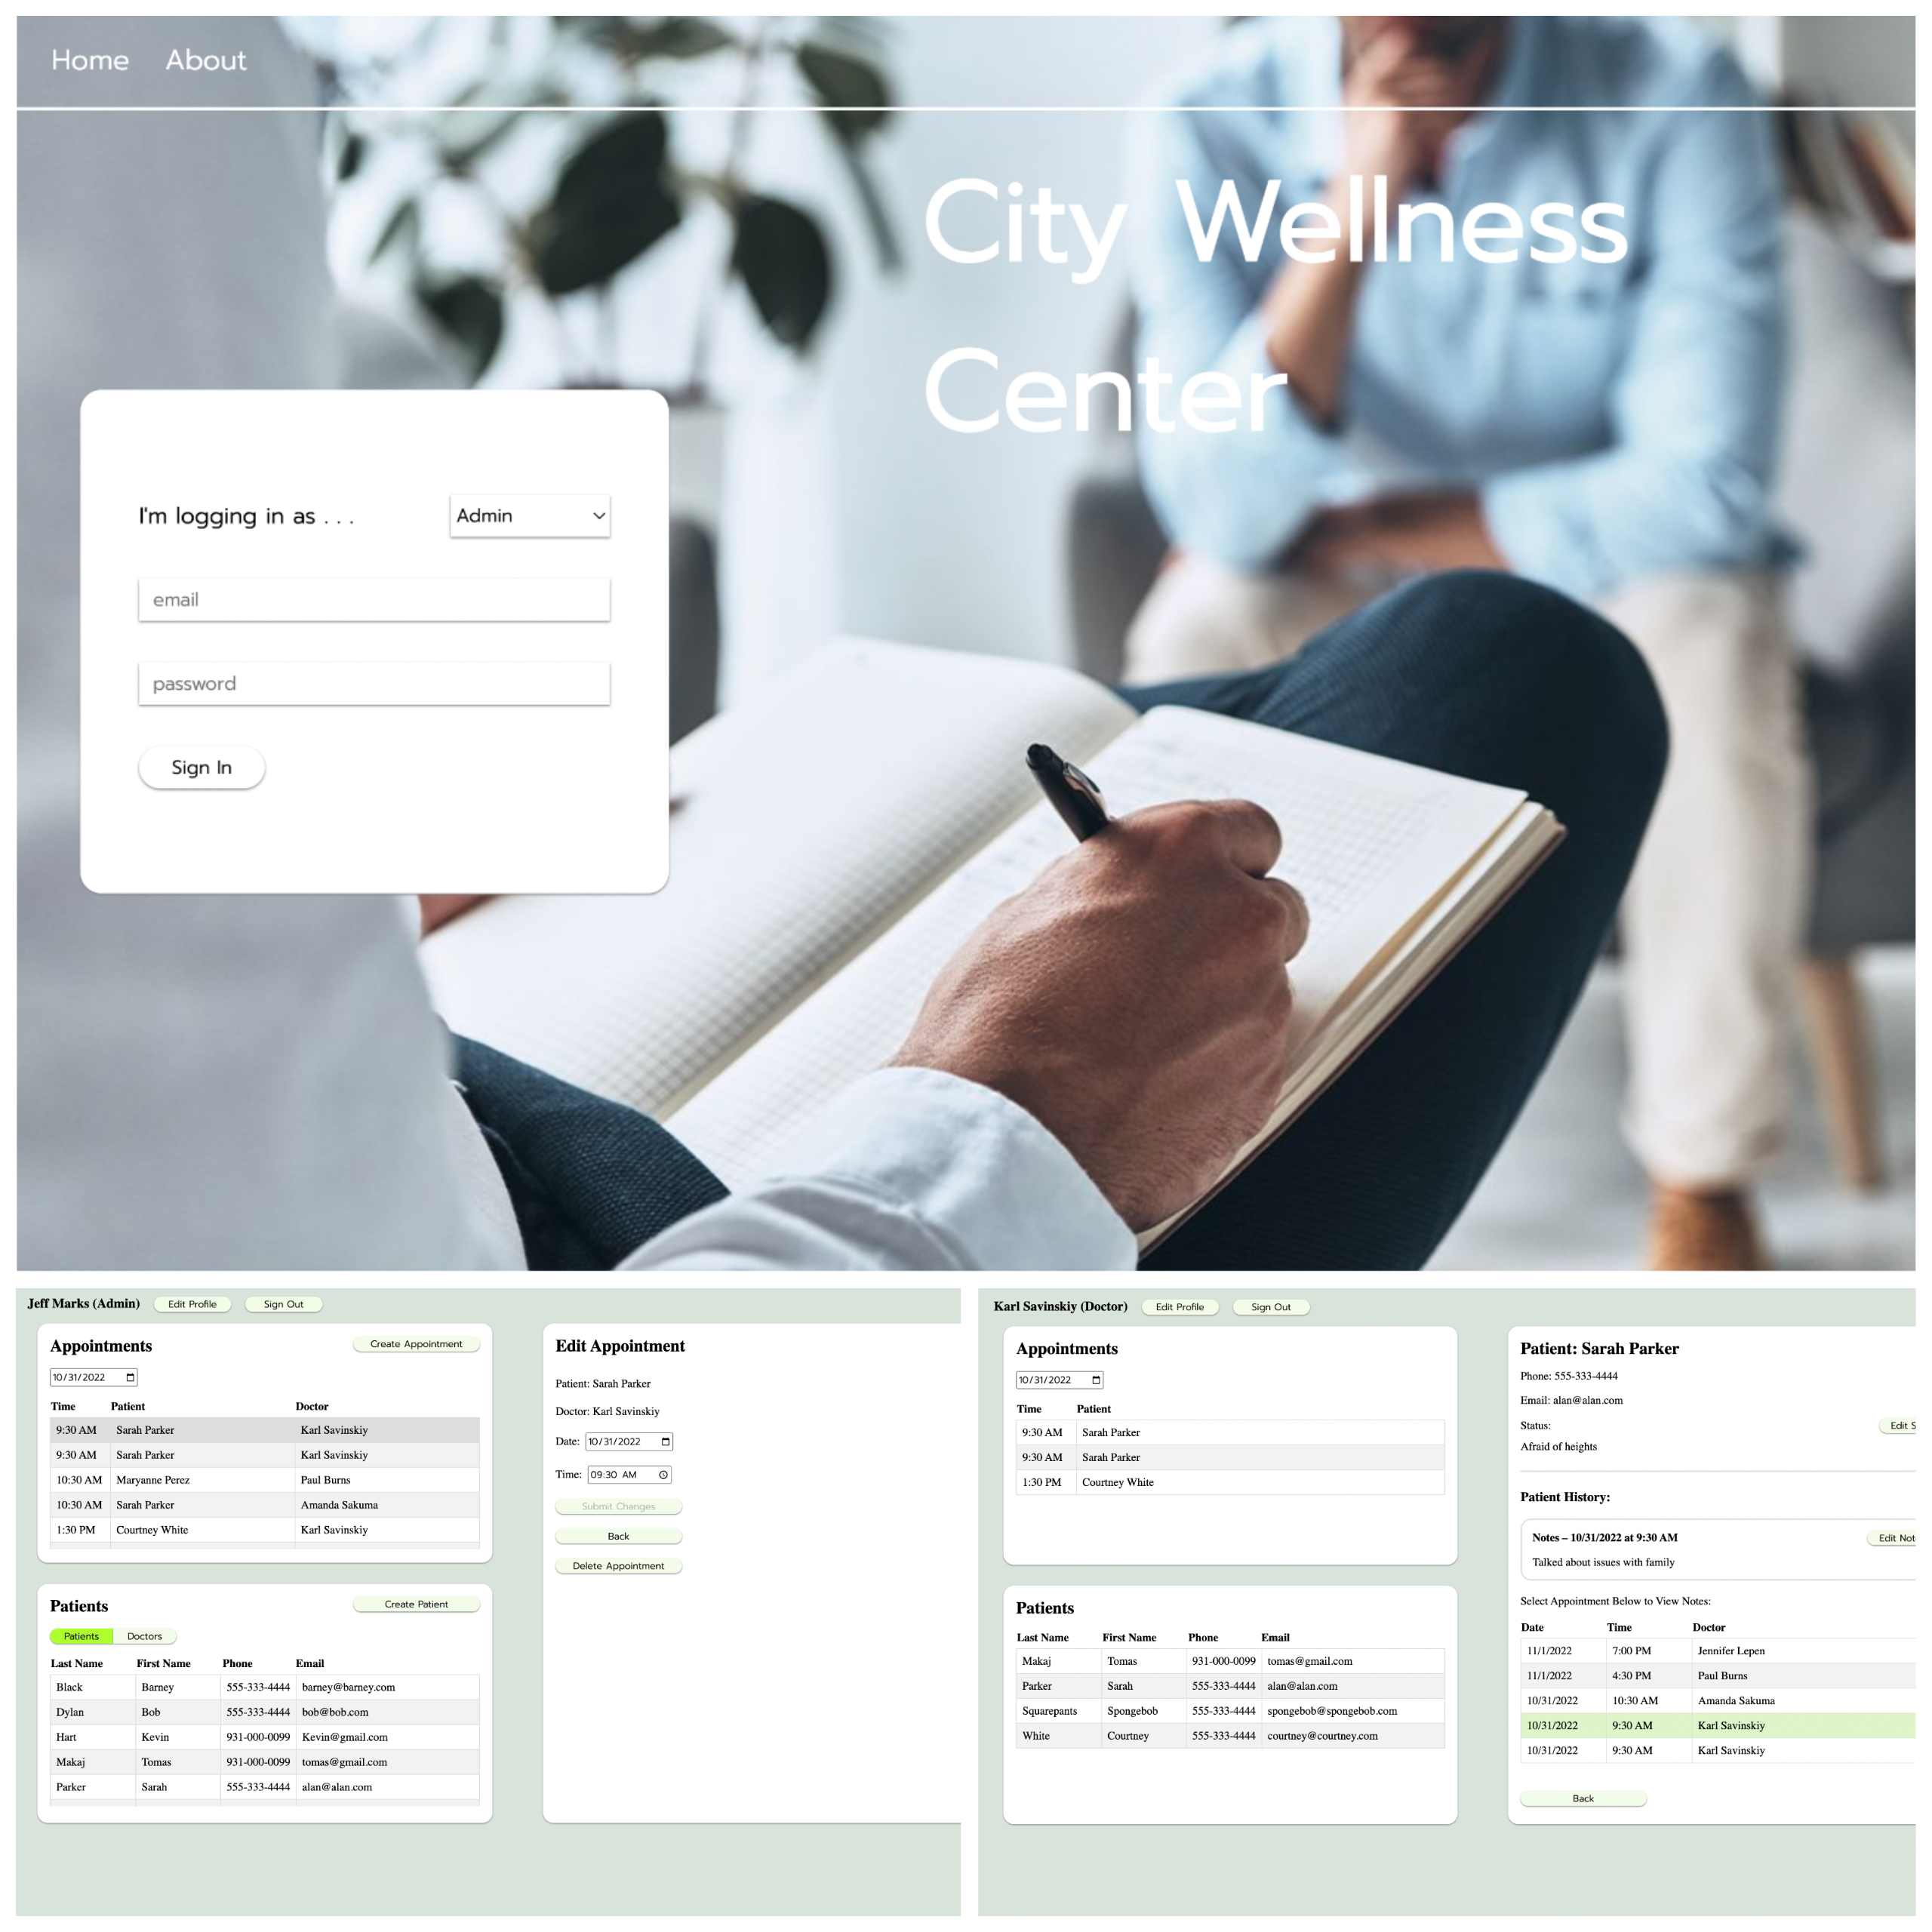 Home About
City Wellness
Center
I'm logging in as . . . Admin
email
password
Sign In
Jeff Marks (Admin) Edit Profile Sign Out
Appointments Create Appointment
10/31/2022
Time Patient Doctor
9:30 AM Sarah Parker Karl Savinskiy
9:30 AM Sarah Parker Karl Savinskiy
10:30 AM Maryanne Perez Paul Burns
10:30 AM Sarah Parker Amanda Sakuma
1:30 PM Courtney White Karl Savinskiy
Patients Create Patient
Patients Doctors
Last Name First Name Phone Email
Black Barney 555-333-4444 barney@barney.com
Dylan Bob 555-333-4444 bob@bob.com
Hart Kevin 931-000-0099 Kevin@gmail.com
Makaj Tomas 931-000-0099 tomas@gmail.com
Parker Sarah 555-333-4444 alan@alan.com
Edit Appointment
Patient: Sarah Parker
Doctor: Karl Savinskiy
Date: 10/31/2022
Time: 09:30 AM
Submit Changes
Back
Delete Appointment
Karl Savinskiy (Doctor) Edit Profile Sign Out
Appointments
10/31/2022
Time Patient
9:30 AM Sarah Parker
9:30 AM Sarah Parker
1:30 PM Courtney White
Patients
Last Name First Name Phone Email
Makaj Tomas 931-000-0099 tomas@gmail.com
Parker Sarah 555-333-4444 alan@alan.com
Squarepants Spongebob 555-333-4444 spongebob@spongebob.com
White Courtney 555-333-4444 courtney@courtney.com
Patient: Sarah Parker
Phone: 555-333-4444
Email: alan@alan.com
Status: Edit S
Afraid of heights
Patient History:
Notes – 10/31/2022 at 9:30 AM Edit Not
Talked about issues with family
Select Appointment Below to View Notes:
Date Time Doctor
11/1/2022 7:00 PM Jennifer Lepen
11/1/2022 4:30 PM Paul Burns
10/31/2022 10:30 AM Amanda Sakuma
10/31/2022 9:30 AM Karl Savinskiy
10/31/2022 9:30 AM Karl Savinskiy
Back